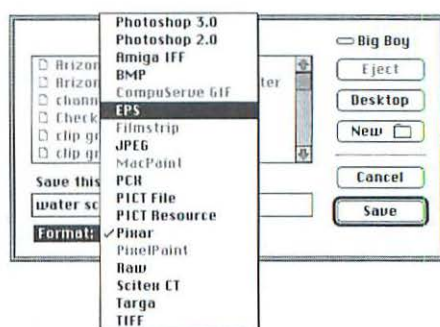 Photoshop 3.0
Photoshop 2.0
Amiga IFF
BMP
CompuServe GIF
EPS
Filmstrip
JPEG
MacPaint
PCX
PICT File
PICT Resource
✓Pixar
PixelPaint
Raw
Scitex CT
Targa
TIFF
Arizon
Arizon
ter
chann
Check
clip gr
clip gr
Save this
water sc
Format:
Big Boy
Eject
Desktop
New
Cancel
Save